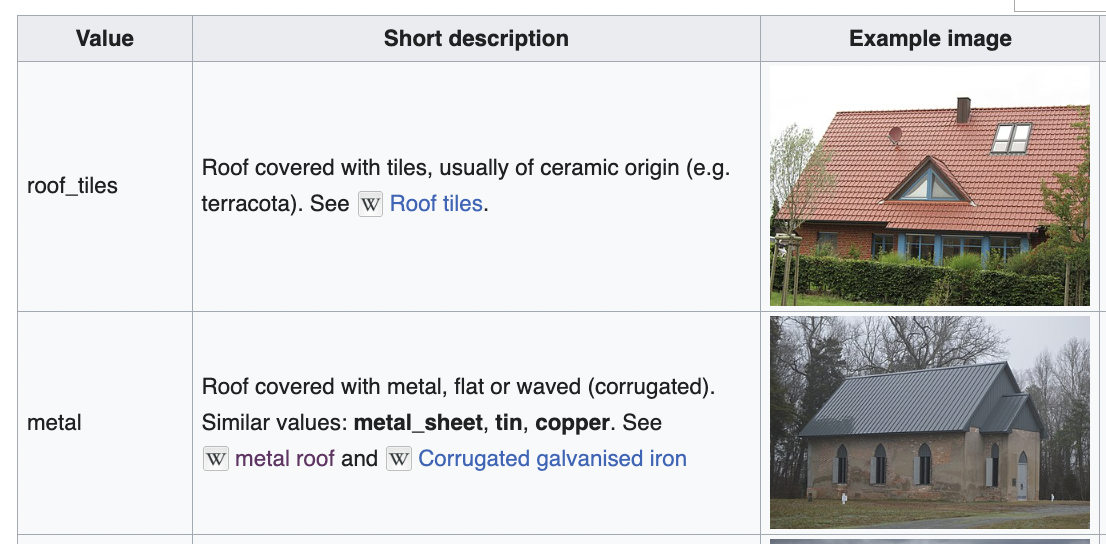 Value
Short description
Example image
roof_tiles
Roof covered with tiles, usually of ceramic origin (e.g.
terracota). See W Roof tiles.
metal
Roof covered with metal, flat or waved (corrugated).
Similar values: metal_sheet, tin, copper. See
W metal roof and W Corrugated galvanised iron